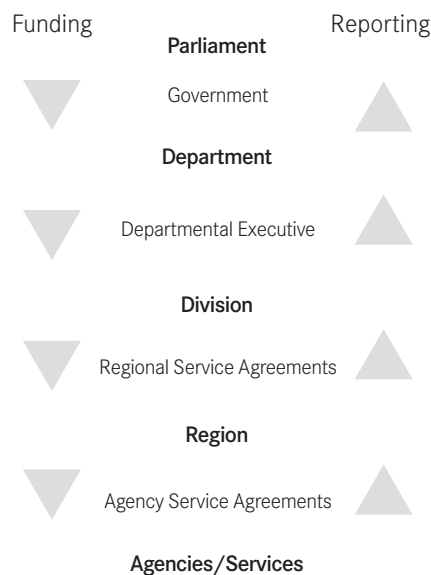 Funding
Reporting
Parliament
Government
Department
Departmental Executive
Division
Regional Service Agreements
Region
Agency Service Agreements
Agencies/Services